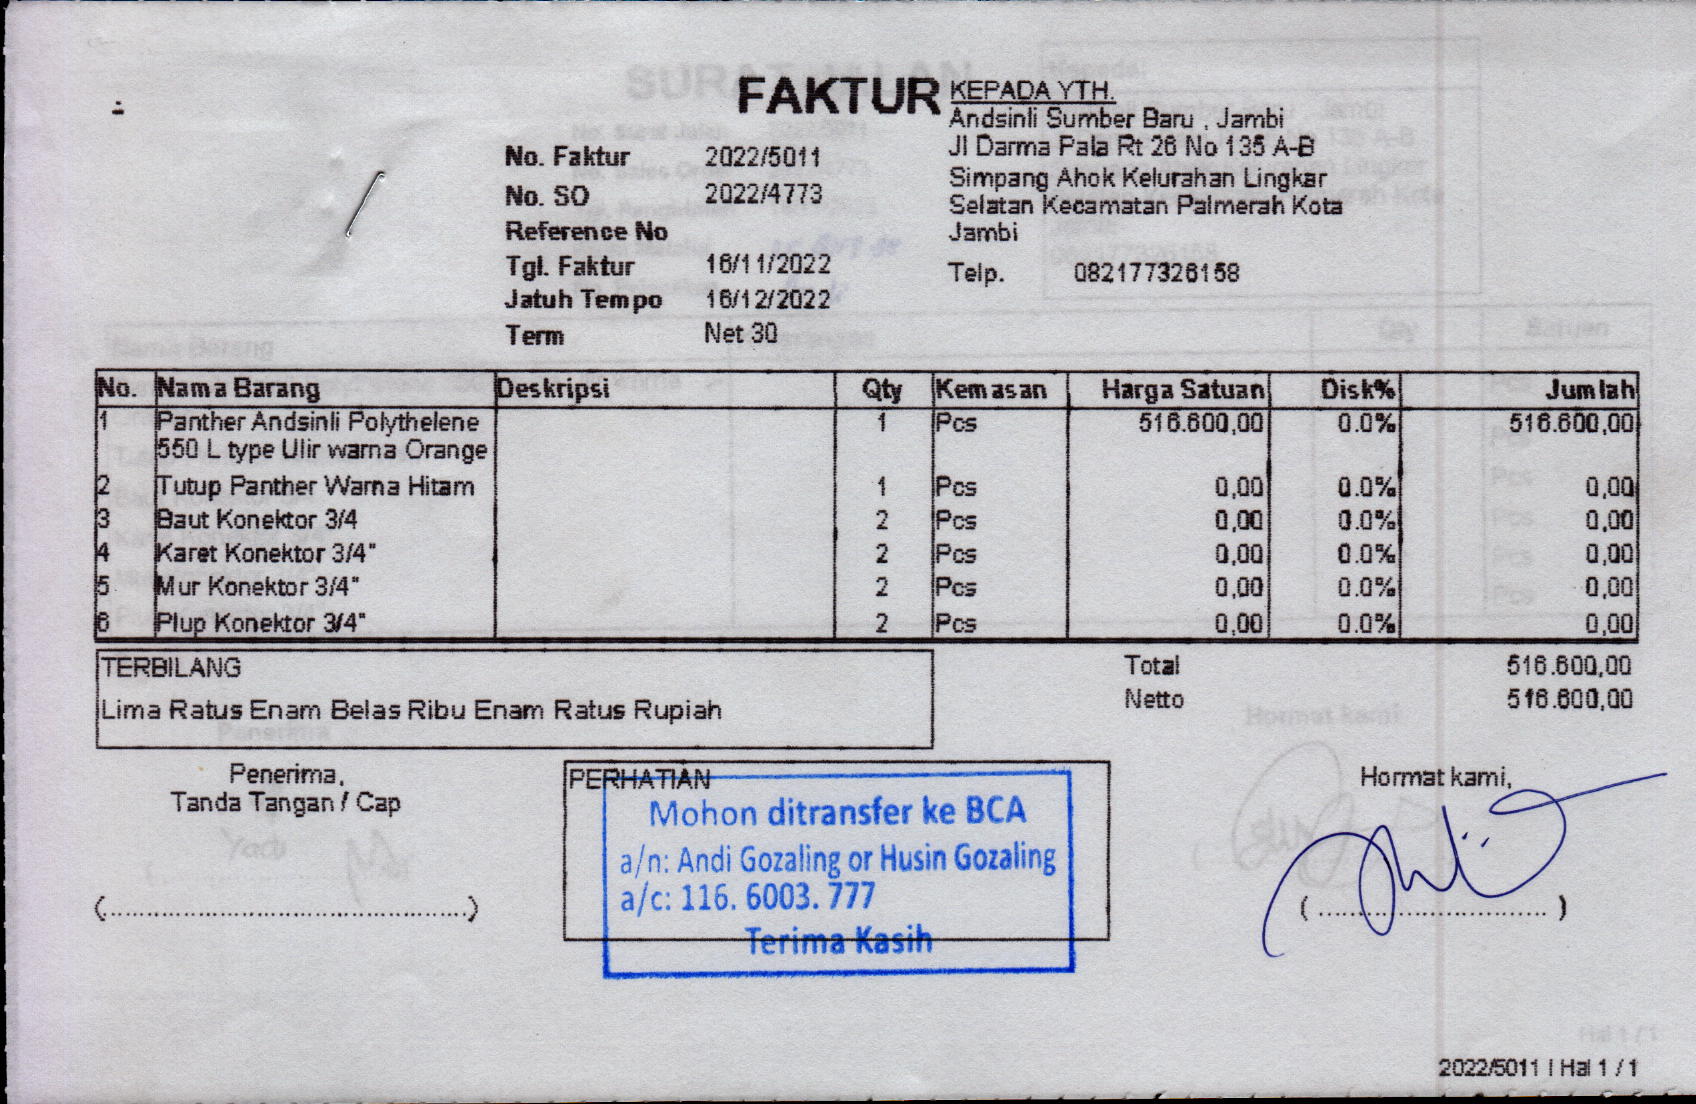 FAKTUR
KEPADA YTH.
Andsinli Sumber Baru , Jambi
Jl Darma Pala Rt 26 No 135 A-B
Simpang Ahok Kelurahan Lingkar
Selatan Kecamatan Palmerah Kota
Jambi
Telp. 082177326158
No. Faktur 2022/5011
No. SO 2022/4773
Reference No
Tgl. Faktur 16/11/2022
Jatuh Tempo 16/12/2022
Term Net 30
No. Nama Barang Deskripsi Qty Kemasan Harga Satuan Disk% Jumlah
1 Panther Andsinli Polythelene 1 Pcs 516.600,00 0.0% 516.600,00
550 L type Ulir warna Orange
2 Tutup Panther Warna Hitam 1 Pcs 0,00 0.0% 0,00
3 Baut Konektor 3/4 2 Pcs 0,00 0.0% 0,00
4 Karet Konektor 3/4" 2 Pcs 0,00 0.0% 0,00
5 Mur Konektor 3/4" 2 Pcs 0,00 0.0% 0,00
6 Plup Konektor 3/4" 2 Pcs 0,00 0.0% 0,00
TERBILANG
Lima Ratus Enam Belas Ribu Enam Ratus Rupiah
Total 516.600,00
Netto 516.600,00
Penerima,
Tanda Tangan / Cap
(................................................)
PERHATIAN
Mohon ditransfer ke BCA
a/n: Andi Gozaling or Husin Gozaling
a/c: 116. 6003. 777
Terima Kasih
Hormat kami,
( .............................. )
2022/5011 | Hal 1 / 1